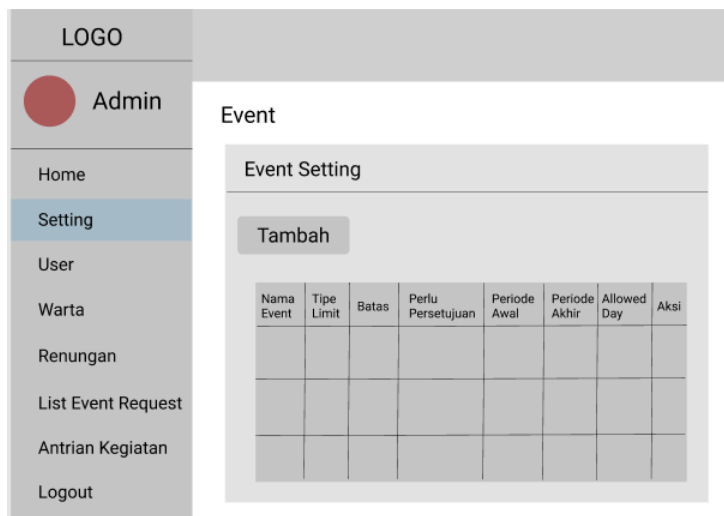 LOGO
Admin
Home
Setting
User
Warta
Renungan
List Event Request
Antrian Kegiatan
Logout
Event
Event Setting
Tambah
Nama Event
Tipe Limit
Batas
Perlu Persetujuan
Periode Awal
Periode Akhir
Allowed Day
Aksi